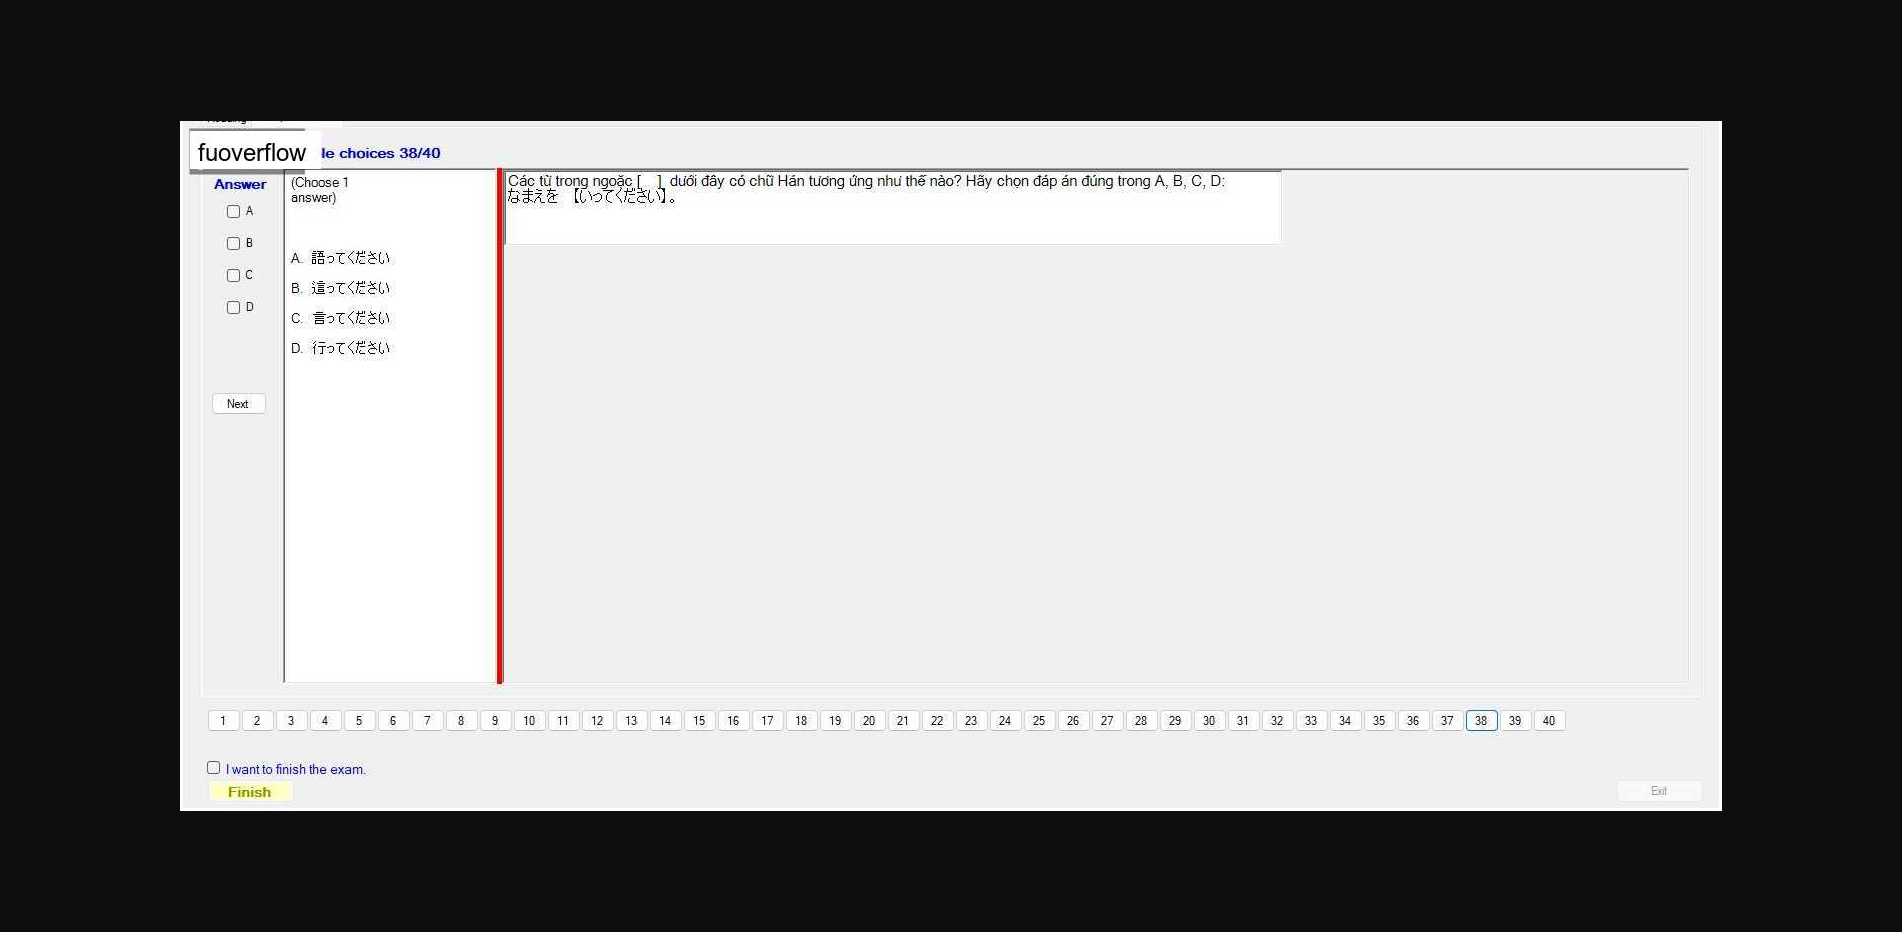 fuoverflow
le choices 38/40
Answer
A
B
C
D
Next
(Choose 1
answer)
A. 語ってください
B. 這ってください
C. 言ってください
D. 行ってください
Các từ trong ngoặc [    ]  dưới đây có chữ Hán tương ứng như thế nào? Hãy chọn đáp án đúng trong A, B, C, D:
なまえを　【いってください】。
1 2 3 4 5 6 7 8 9 10 11 12 13 14 15 16 17 18 19 20 21 22 23 24 25 26 27 28 29 30 31 32 33 34 35 36 37 38 39 40
I want to finish the exam.
Finish
Exit